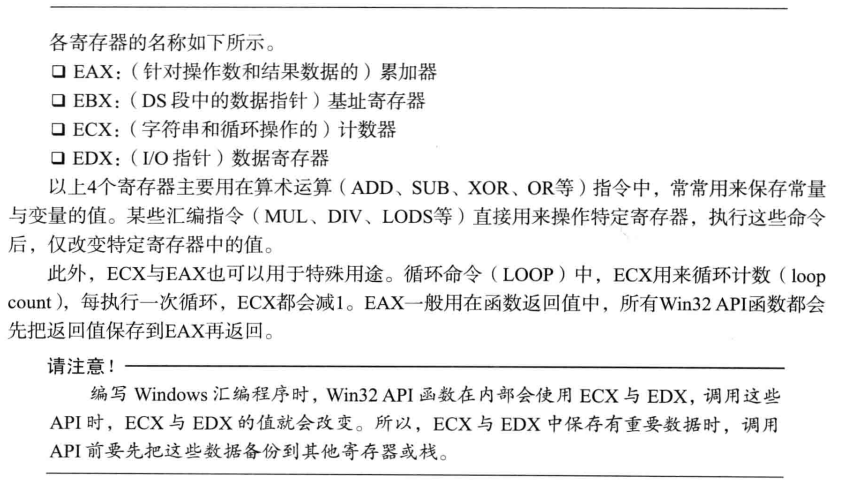 各寄存器的名称如下所示。
❑ EAX：（针对操作数和结果数据的）累加器
❑ EBX：（DS 段中的数据指针）基址寄存器
❑ ECX：（字符串和循环操作的）计数器
❑ EDX：（I/O 指针）数据寄存器
以上4个寄存器主要用在算术运算（ADD、SUB、XOR、OR等）指令中，常常用来保存常量
与变量的值。某些汇编指令（MUL、DIV、LODS等）直接用来操作特定寄存器，执行这些命令
后，仅改变特定寄存器中的值。
此外，ECX与EAX也可以用于特殊用途。循环命令（LOOP）中，ECX用来循环计数（loop
count），每执行一次循环，ECX都会减1。EAX一般用在函数返回值中，所有Win32 API函数都会
先把返回值保存到EAX再返回。
请注意！
编写 Windows 汇编程序时，Win32 API 函数在内部会使用 ECX 与 EDX，调用这些
API 时，ECX 与 EDX 的值就会改变。所以，ECX 与 EDX 中保存有重要数据时，调用
API 前要先把这些数据备份到其他寄存器或栈。